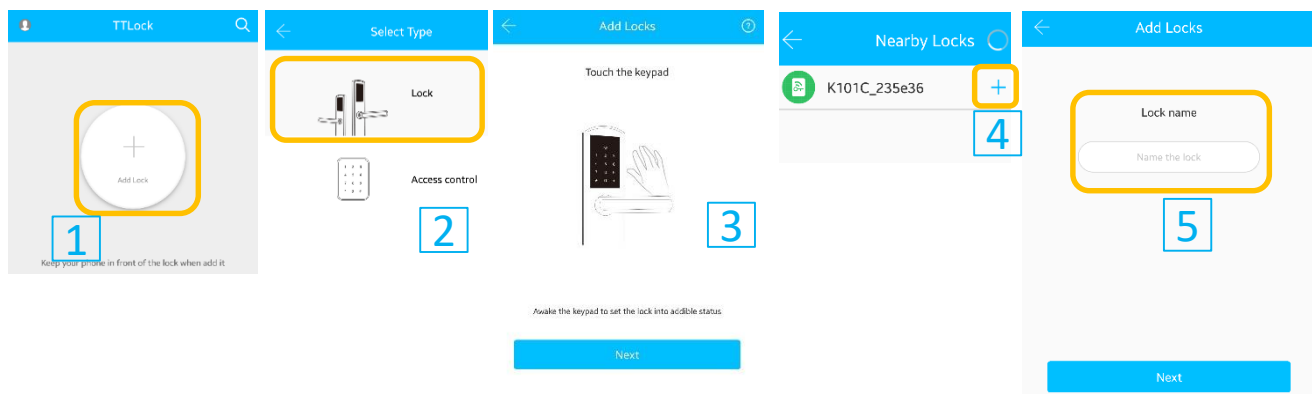 TTLock
Add Lock
1
Keep your phone in front of the lock when add it
Select Type
Lock
Access control
2
Add Locks
Touch the keypad
3
Awake the keypad to set the lock into addible status
Next
Nearby Locks
K101C_235e36
4
Add Locks
Lock name
Name the lock
5
Next